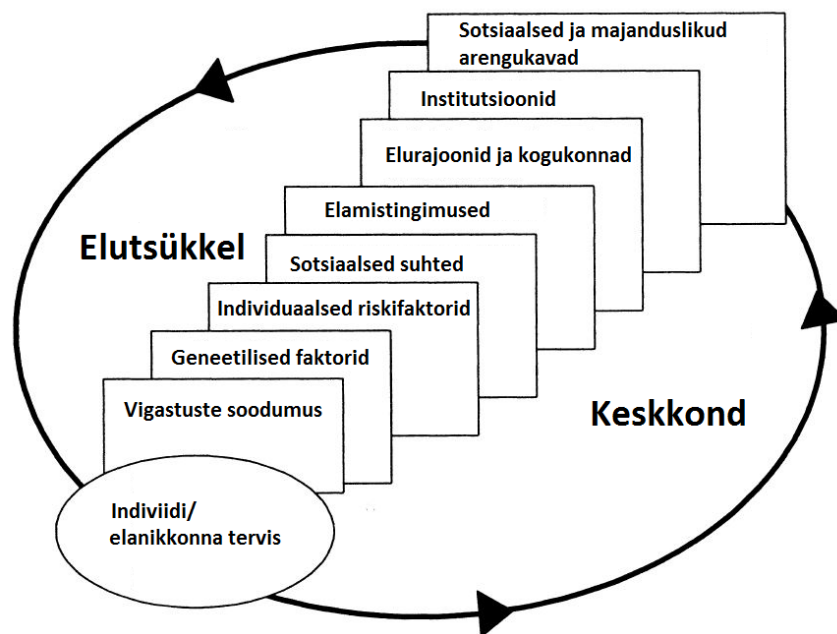 Sotsiaalsed ja majanduslikud
arengukavad
Institutsioonid
Elurajoonid ja kogukonnad
Elamistingimused
Elutsükkel
Sotsiaalsed suhted
Individuaalsed riskifaktorid
Geneetilised faktorid
Vigastuste soodumus
Keskkond
Indiviidi/
elanikkonna tervis